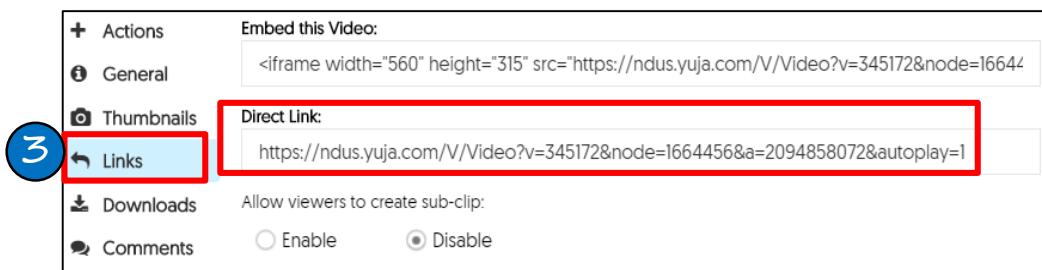 Actions
General
Thumbnails
3
Links
Downloads
Comments
Embed this Video:
<iframe width="560" height="315" src="https://ndus.yuja.com/V/Video?v=345172&node=16644
Direct Link:
https://ndus.yuja.com/V/Video?v=345172&node=1664456&a=2094858072&autoplay=1
Allow viewers to create sub-clip:
Enable Disable